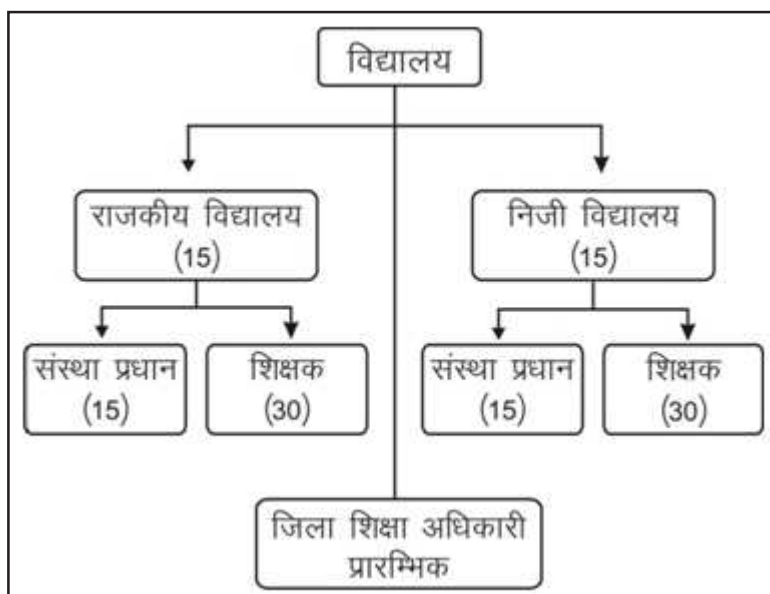 विद्यालय
राजकीय विद्यालय
(15)
निजी विद्यालय
(15)
संस्था प्रधान
(15)
शिक्षक
(30)
संस्था प्रधान
(15)
शिक्षक
(30)
जिला शिक्षा अधिकारी
प्रारम्भिक